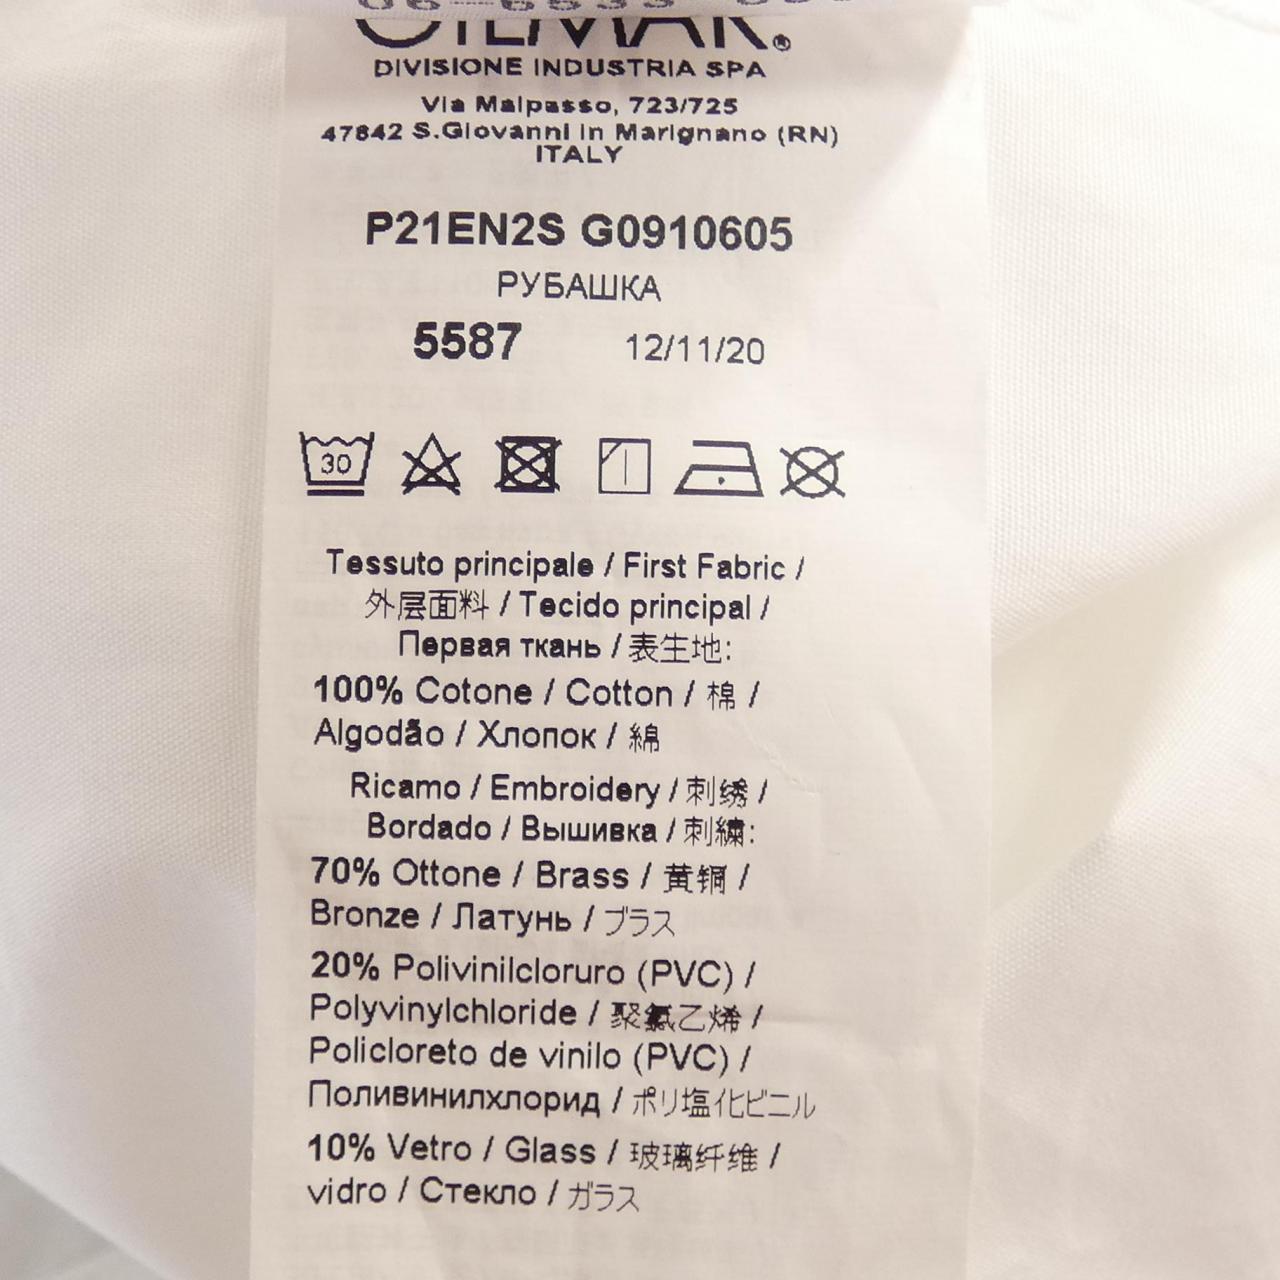 GILMAR®
DIVISIONE INDUSTRIA SPA
Via Malpasso, 723/725
47842 S.Giovanni in Marignano (RN)
ITALY
P21EN2S G0910605
РУБАШКА
5587 12/11/20
30
Tessuto principale / First Fabric /
外层面料 / Tecido principal /
Первая ткань / 表生地:
100% Cotone / Cotton / 棉 /
Algodão / Хлопок / 綿
Ricamo / Embroidery / 刺绣 /
Bordado / Вышивка / 刺繍:
70% Ottone / Brass / 黄铜 /
Bronze / Латунь / ブラス
20% Polivinilcloruro (PVC) /
Polyvinylchloride / 聚氯乙烯 /
Policloreto de vinilo (PVC) /
Поливинилхлорид / ポリ塩化ビニル
10% Vetro / Glass / 玻璃纤维 /
vidro / Стекло / ガラス